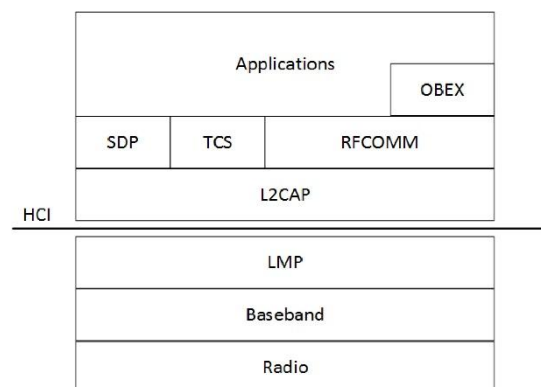 Applications
OBEX
SDP
TCS
RFCOMM
L2CAP
HCI
LMP
Baseband
Radio